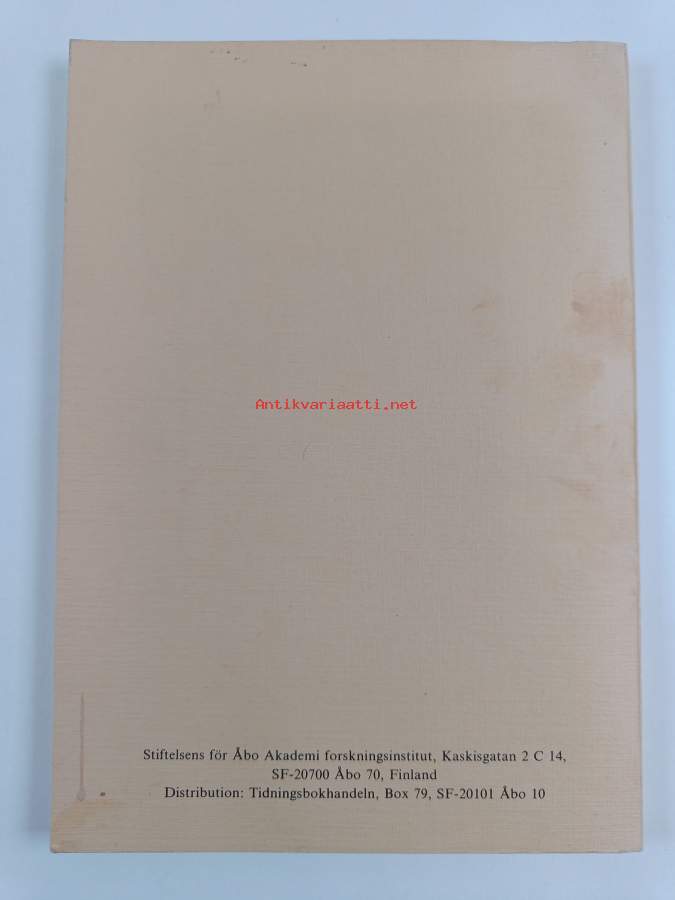 Antikvariaatti.net
Stiftelsens för Åbo Akademi forskningsinstitut, Kaskisgatan 2 C 14,
SF-20700 Åbo 70, Finland
Distribution: Tidningsbokhandeln, Box 79, SF-20101 Åbo 10